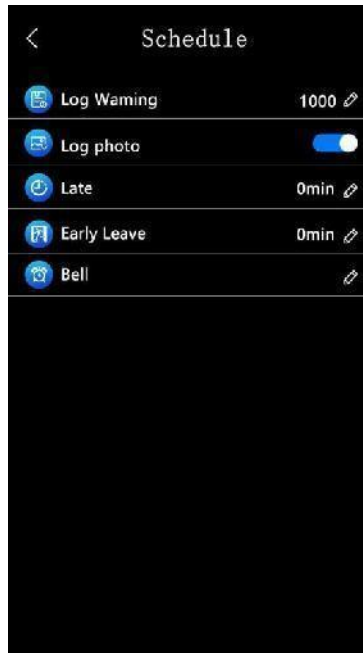 Schedule
Log Waming 1000
Log photo
Late 0min
Early Leave 0min
Bell